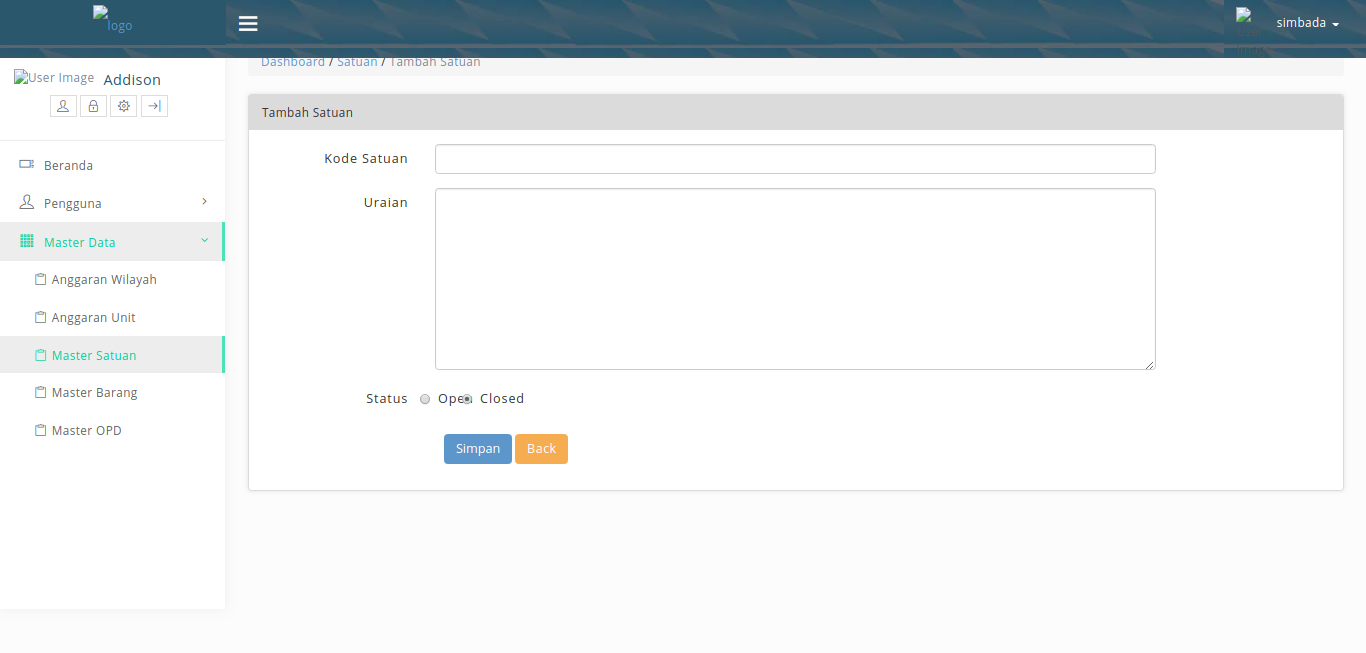 logo
simbada
User Image Addison
Dashboard / Satuan / Tambah Satuan
Beranda
Pengguna
Master Data
Anggaran Wilayah
Anggaran Unit
Master Satuan
Master Barang
Master OPD
Tambah Satuan
Kode Satuan
Uraian
Status Open Closed
Simpan Back